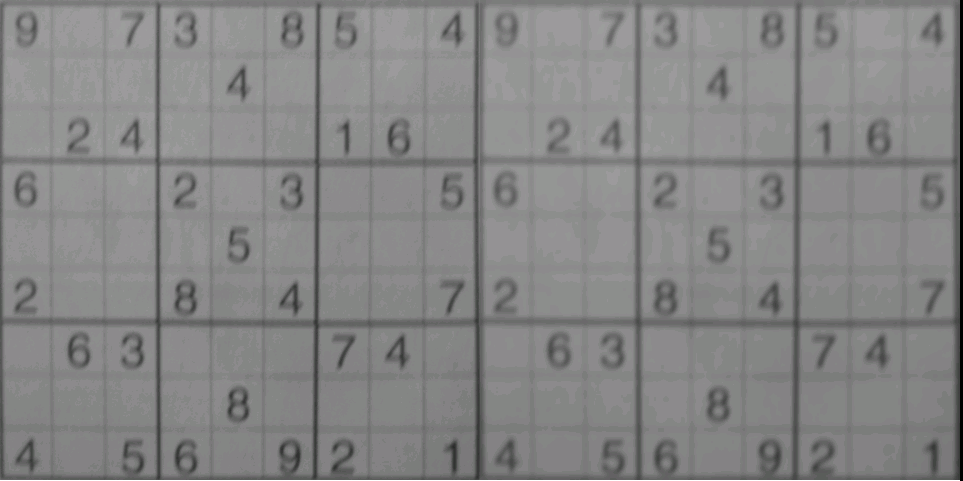 9 7 3 8 5 4 9 7 3 8 5 4
4 4
2 4 1 6 2 4 1 6
6 2 3 5 6 2 3 5
5 5
2 8 4 7 2 8 4 7
6 3 7 4 6 3 7 4
8 8
4 5 6 9 2 1 4 5 6 9 2 1